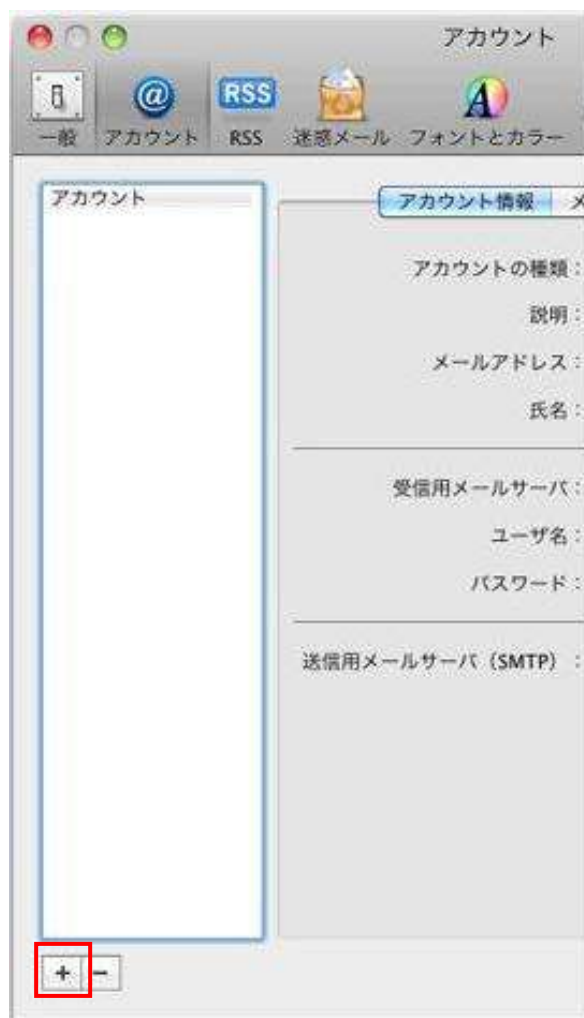 アカウント
RSS
一般 アカウント RSS 迷惑メール フォントとカラー
アカウント
アカウント情報
アカウントの種類：
説明：
メールアドレス：
氏名：
受信用メールサーバ：
ユーザ名：
パスワード：
送信用メールサーバ（SMTP）：
+ −